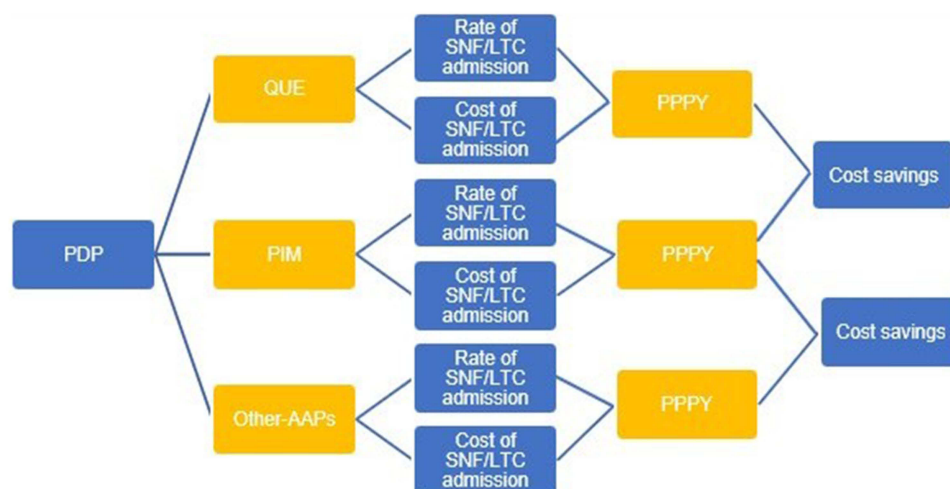 Rate of
SNF/LTC
admission
QUE
PPPY
Cost of
SNF/LTC
admission
Cost savings
Rate of
SNF/LTC
admission
PDP
PIM
PPPY
Cost of
SNF/LTC
admission
Cost savings
Rate of
SNF/LTC
admission
Other-AAPs
PPPY
Cost of
SNF/LTC
admission